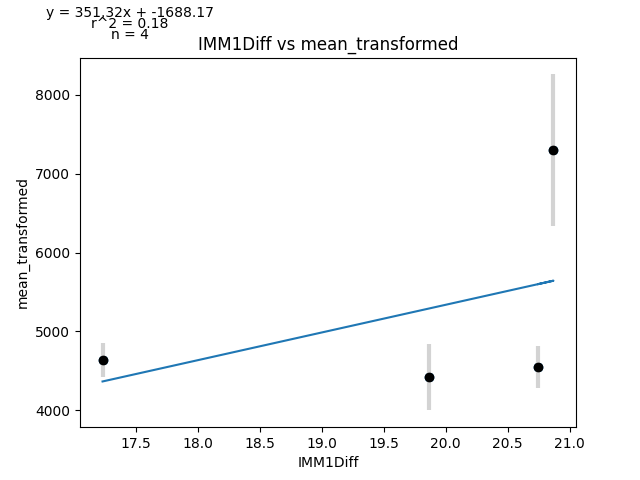 y = 351.32x + -1688.17
r^2 = 0.18
n = 4
IMM1Diff vs mean_transformed
8000
7000
6000
5000
4000
mean_transformed
17.5 18.0 18.5 19.0 19.5 20.0 20.5 21.0
IMM1Diff